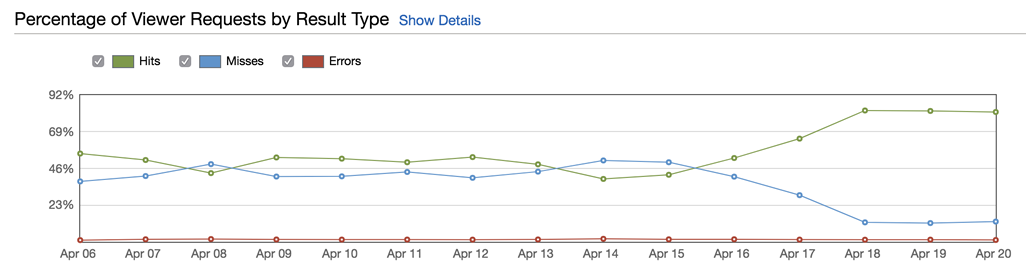 Percentage of Viewer Requests by Result Type Show Details
Hits Misses Errors
92%
69%
46%
23%
Apr 06 Apr 07 Apr 08 Apr 09 Apr 10 Apr 11 Apr 12 Apr 13 Apr 14 Apr 15 Apr 16 Apr 17 Apr 18 Apr 19 Apr 20